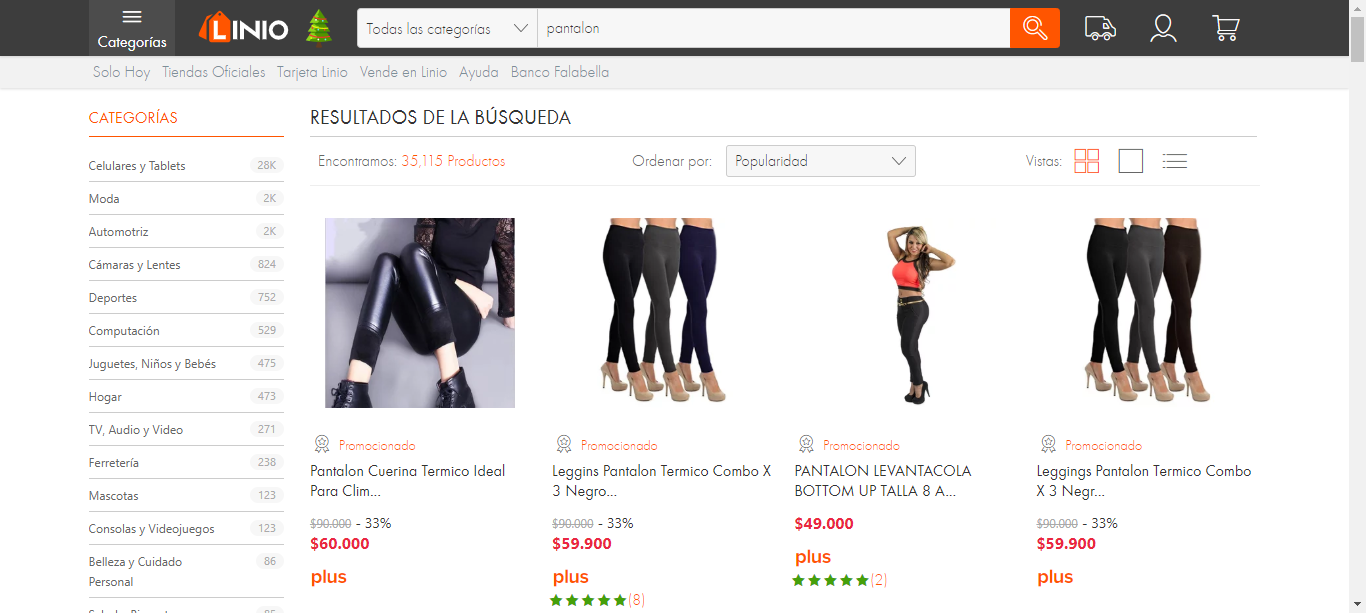 Categorías
LINIO
Todas las categorías
pantalon
Solo Hoy Tiendas Oficiales Tarjeta Linio Vende en Linio Ayuda Banco Falabella
CATEGORÍAS
Celulares y Tablets 28K
Moda 2K
Automotriz 2K
Cámaras y Lentes 824
Deportes 752
Computación 529
Juguetes, Niños y Bebés 475
Hogar 473
TV, Audio y Video 271
Ferretería 238
Mascotas 123
Consolas y Videojuegos 123
Belleza y Cuidado 86
Personal
RESULTADOS DE LA BÚSQUEDA
Encontramos: 35,115 Productos
Ordenar por: Popularidad
Vistas:
Promocionado
Pantalon Cuerina Termico Ideal
Para Clim...
$90.000 - 33%
$60.000
plus
Promocionado
Leggins Pantalon Termico Combo X
3 Negro...
$90.000 - 33%
$59.900
plus
(8)
Promocionado
PANTALON LEVANTACOLA
BOTTOM UP TALLA 8 A...
$49.000
plus
(2)
Promocionado
Leggings Pantalon Termico Combo
X 3 Negr...
$90.000 - 33%
$59.900
plus